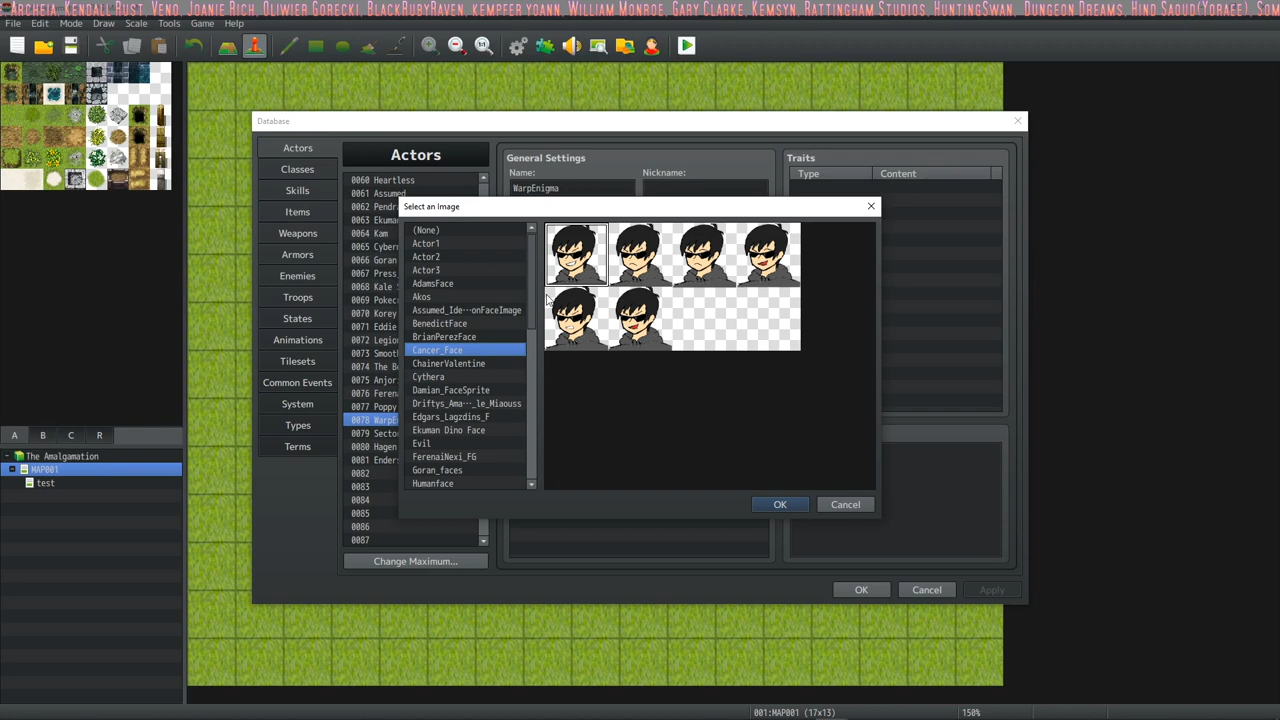 Archeia, Kendall Rust, Veno, Joanie Rich, Oliwier Gorecki, BlackRubyRaven, kempfer yoann, William Monroe, Gary Clarke, Kemsyn, Rattingham Studios, HuntingSwan, Dungeon Dreams, Hind Saoud(Yoraee), Som
File Edit Mode Draw Scale Tools Game Help
Database
Actors
Classes
Skills
Items
Weapons
Armors
Enemies
Troops
States
Animations
Tilesets
Common Events
System
Types
Terms
Actors
0060 Heartless
0061 Assumed
0062 Pendr
0063 Ekuma
0064 Kam
0065 Cybern
0066 Goran
0067 Press
0068 Kale S
0069 Pokecr
0070 Korey
0071 Eddie
0072 Legion
0073 Smoot
0074 The B
0075 Anjor
0076 Feren
0077 Poppy
0078 WarpE
0079 Secto
0080 Hagen
0081 Enders
0082
0083
0084
0085
0086
0087
Change Maximum...
General Settings
Name:
Nickname:
WarpEnigma
Traits
Type
Content
Select an Image
(None)
Actor1
Actor2
Actor3
AdamsFace
Akos
Assumed_Ide···onFaceImage
BenedictFace
BrianPerezFace
Cancer_Face
ChainerValentine
Cythera
Damian_FaceSprite
Driftys_Ama···_le_Miaouss
Edgars_Lagzdins_F
Ekuman Dino Face
Evil
FerenaiNexi_FG
Goran_faces
Humanface
OK
Cancel
OK
Cancel
Apply
A B C R
The Amalgamation
MAP001
test
001:MAP001 (17x13)
150%